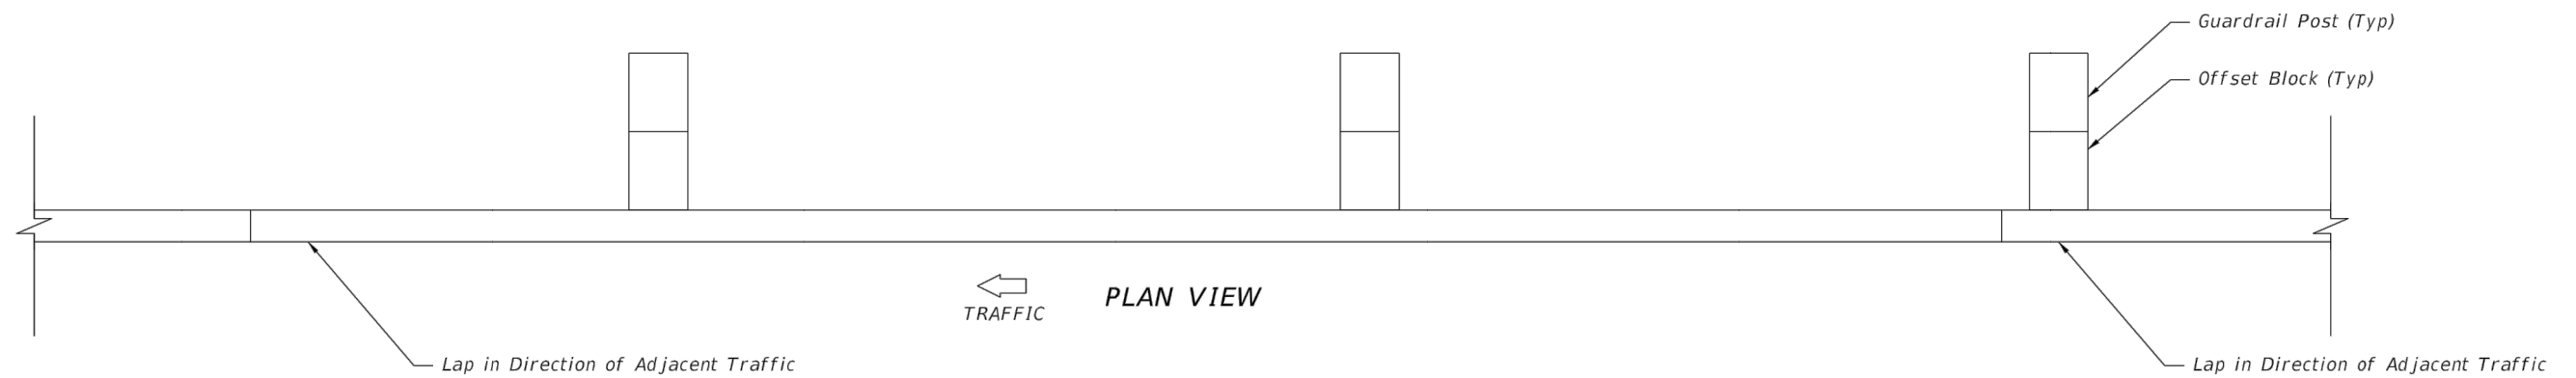 Guardrail Post (Typ)
Offset Block (Typ)
PLAN VIEW
TRAFFIC
Lap in Direction of Adjacent Traffic
Lap in Direction of Adjacent Traffic